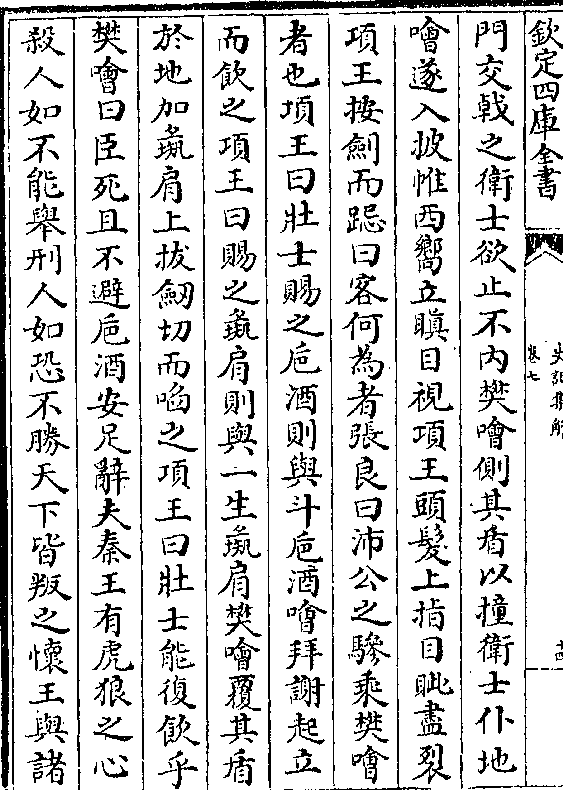 欽定四庫全書
史記集解
卷七
門交戟之衛士欲止不内樊噲側其盾以撞衛士仆地
噲遂入披帷西嚮立瞋目視項王頭髮上指目眦盡裂
項王按劍而跽曰客何為者張良曰沛公之驂乘樊噲
者也項王曰壯士賜之巵酒則與斗巵酒噲拜謝起立
而飲之項王曰賜之彘肩則與一生彘肩樊噲覆其盾
於地加彘肩上拔劒切而啗之項王曰壯士能復飲乎
樊噲曰臣死且不避巵酒安足辭夫秦王有虎狼之心
殺人如不能舉刑人如恐不勝天下皆叛之懷王與諸